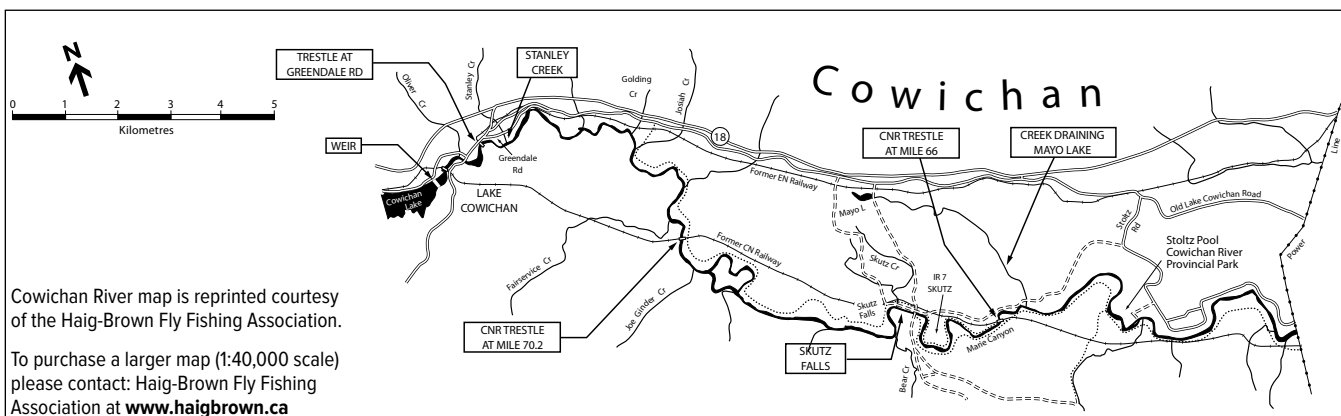 N
0 1 2 3 4 5
Kilometres
TRESTLE AT
GREENDALE RD
STANLEY
CREEK
WEIR
Oliver Cr
Stanley Cr
Golding
Cr
Josiah Cr
Cowichan
18
Greendale
Rd
Cowichan
Lake
LAKE
COWICHAN
CNR TRESTLE
AT MILE 66
CREEK DRAINING
MAYO LAKE
Former EN Railway
Former CN Railway
Mayo L
Skutz Cr
IR 7
SKUTZ
Skutz
Falls
Fairservice Cr
Joe Ginder Cr
CNR TRESTLE
AT MILE 70.2
SKUTZ
FALLS
Bear Cr
Marie Canyon
Stoltz
Rd
Old Lake Cowichan Road
Stoltz Pool
Cowichan River
Provincial Park
Power
Line
Cowichan River map is reprinted courtesy
of the Haig-Brown Fly Fishing Association.
To purchase a larger map (1:40,000 scale)
please contact: Haig-Brown Fly Fishing
Association at www.haigbrown.ca